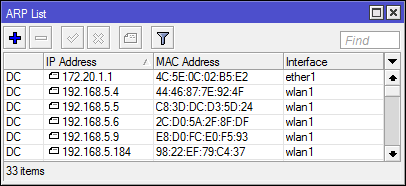 ARP List
Find
IP Address MAC Address Interface
DC 172.20.1.1 4C:5E:0C:02:B5:E2 ether1
DC 192.168.5.4 44:46:87:7E:92:4F wlan1
DC 192.168.5.5 C8:3D:DC:D3:5D:24 wlan1
DC 192.168.5.6 2C:D0:5A:2F:8F:DF wlan1
DC 192.168.5.9 E8:D0:FC:E0:F5:93 wlan1
DC 192.168.5.184 98:22:EF:79:C4:37 wlan1
33 items